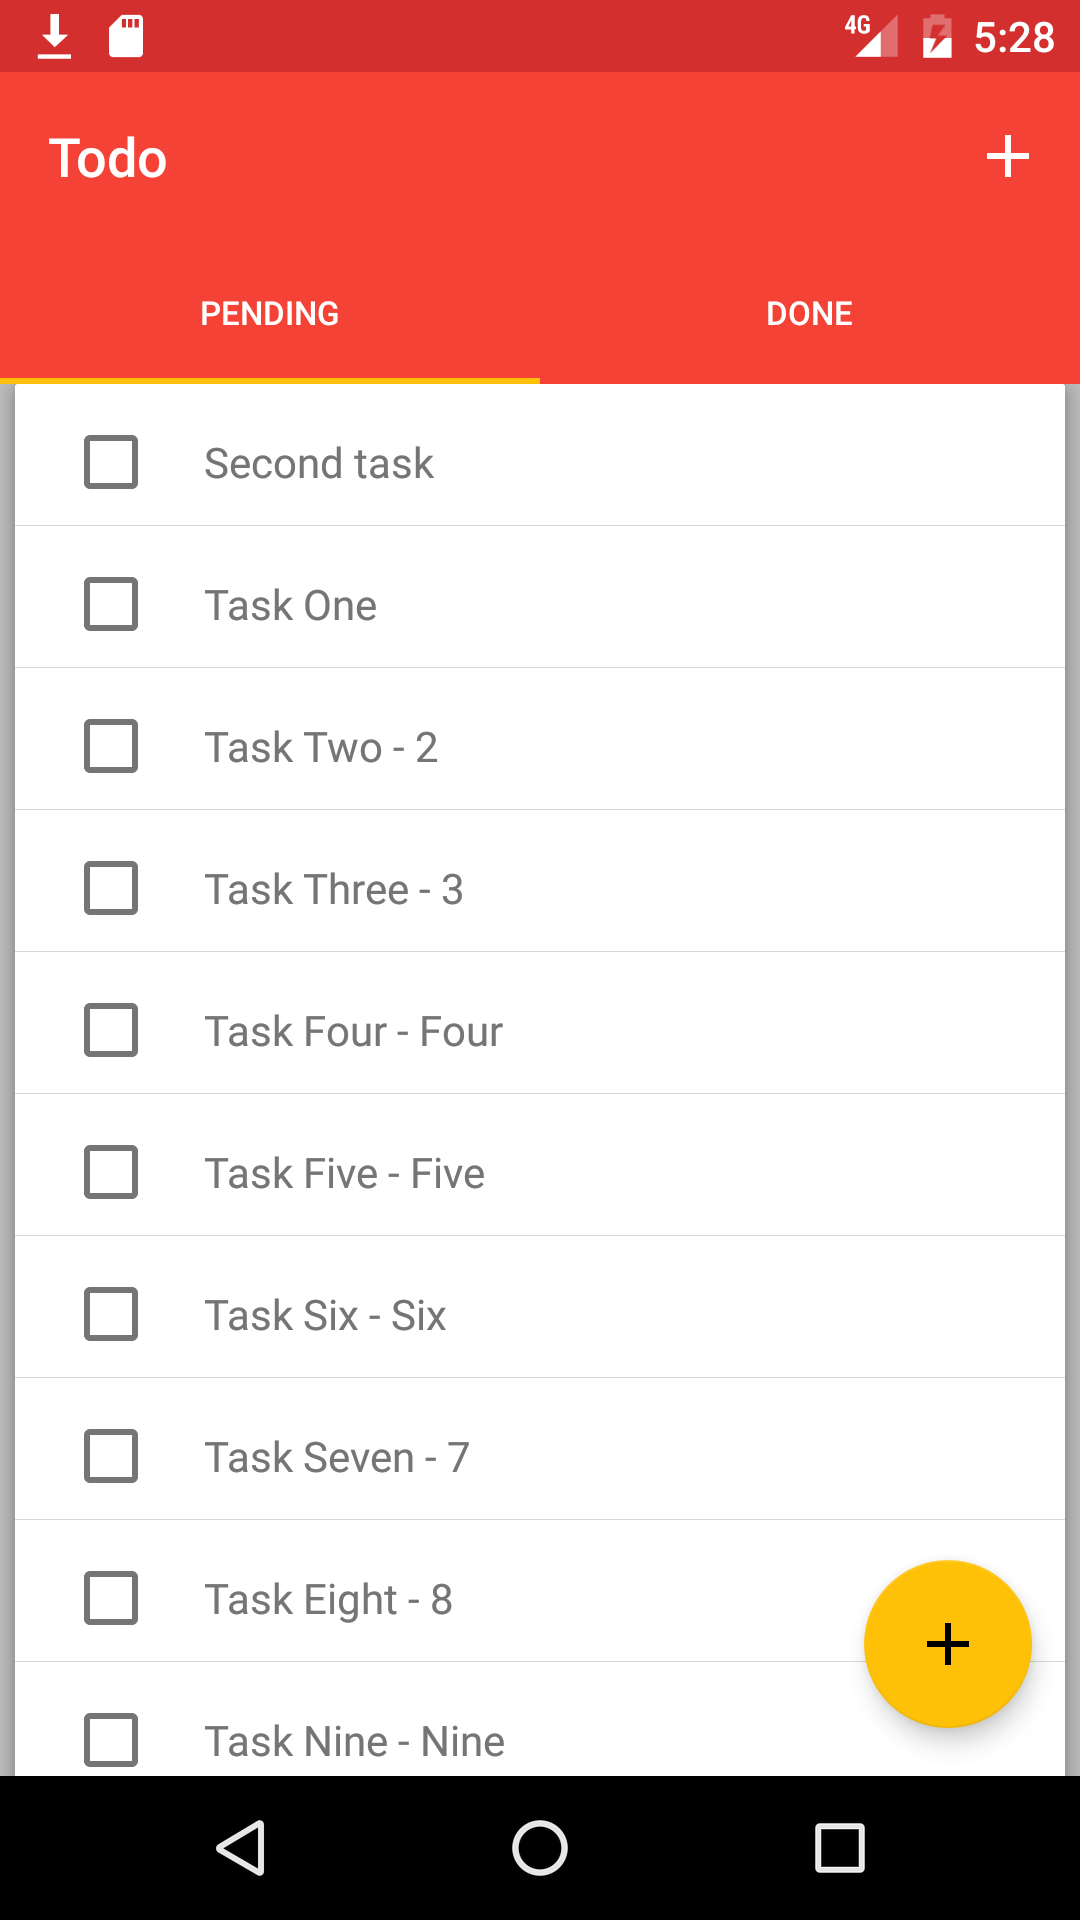 4G 5:28
Todo
PENDING DONE
Second task
Task One
Task Two - 2
Task Three - 3
Task Four - Four
Task Five - Five
Task Six - Six
Task Seven - 7
Task Eight - 8
Task Nine - Nine